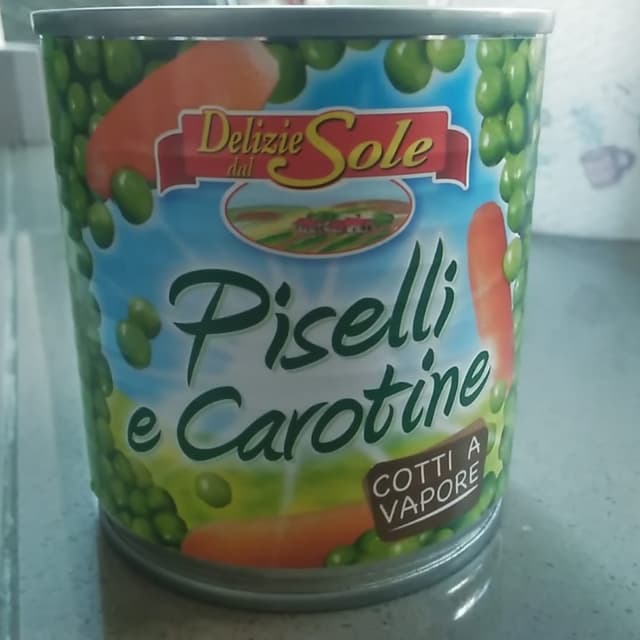 Delizie
dal Sole
Piselli
e Carotine
COTTI A
VAPORE